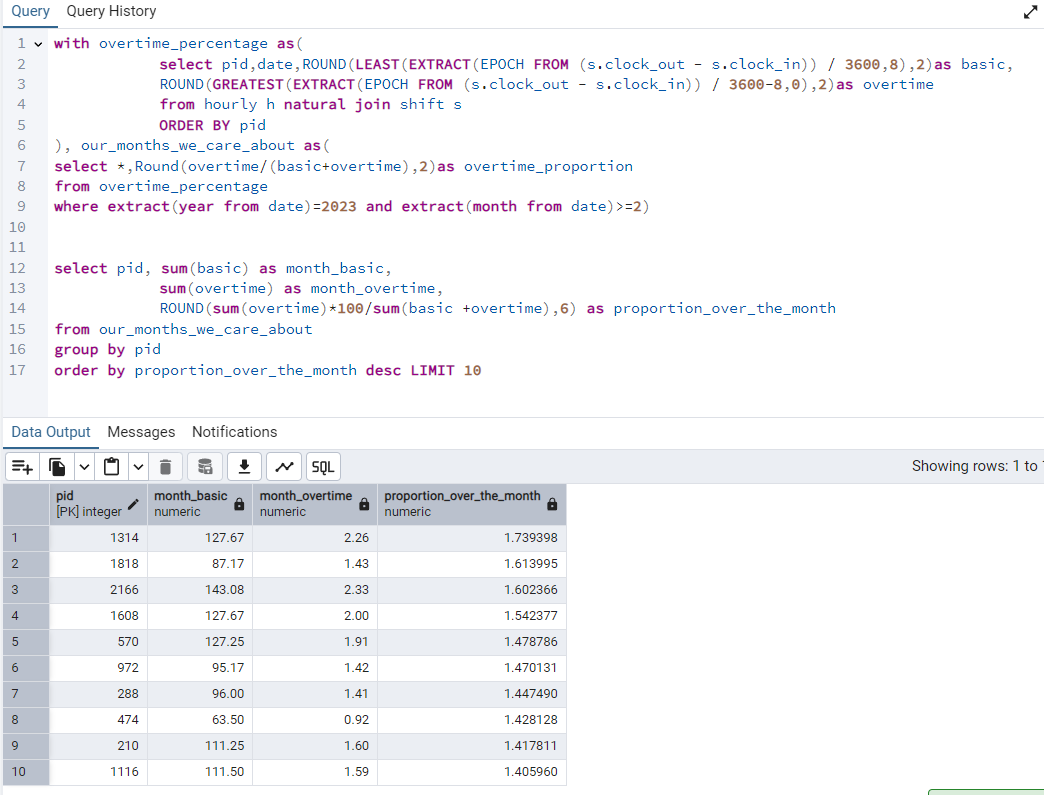 Query Query History
1 with overtime_percentage as(
2 select pid,date,ROUND(LEAST(EXTRACT(EPOCH FROM (s.clock_out - s.clock_in)) / 3600,8),2)as basic,
3 ROUND(GREATEST(EXTRACT(EPOCH FROM (s.clock_out - s.clock_in)) / 3600-8,0),2)as overtime
4 from hourly h natural join shift s
5 ORDER BY pid
6 ), our_months_we_care_about as(
7 select *,Round(overtime/(basic+overtime),2)as overtime_proportion
8 from overtime_percentage
9 where extract(year from date)=2023 and extract(month from date)>=2)
10
11
12 select pid, sum(basic) as month_basic,
13 sum(overtime) as month_overtime,
14 ROUND(sum(overtime)*100/sum(basic +overtime),6) as proportion_over_the_month
15 from our_months_we_care_about
16 group by pid
17 order by proportion_over_the_month desc LIMIT 10
Data Output Messages Notifications
SQL Showing rows: 1 to
pid month_basic month_overtime proportion_over_the_month
[PK] integer numeric numeric numeric
1 1314 127.67 2.26 1.739398
2 1818 87.17 1.43 1.613995
3 2166 143.08 2.33 1.602366
4 1608 127.67 2.00 1.542377
5 570 127.25 1.91 1.478786
6 972 95.17 1.42 1.470131
7 288 96.00 1.41 1.447490
8 474 63.50 0.92 1.428128
9 210 111.25 1.60 1.417811
10 1116 111.50 1.59 1.405960